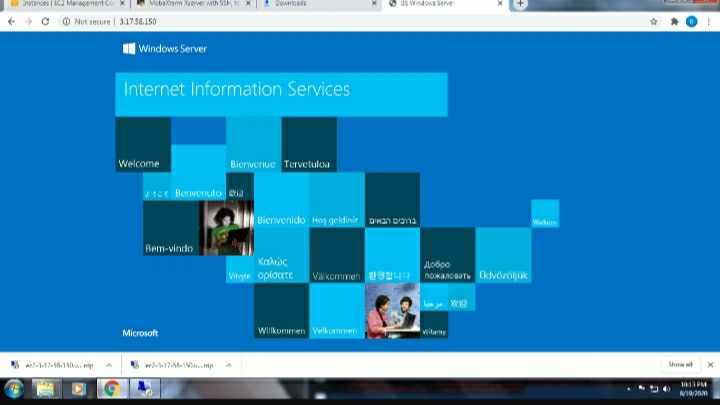 Instances | EC2 Management Co
MobaXterm Xserver with SSH, te
Downloads
IIS Windows Server
Not secure | 3.17.58.150
Windows Server
Internet Information Services
Welcome
Bienvenue
Tervetuloa
ようこそ
Benvenuto
歡迎
Bienvenido
Hoş geldiniz
ברוכים הבאים
Welkom
Bem-vindo
Vítejte
Καλώς
ορίσατε
Välkommen
환영합니다
Добро
пожаловать
Üdvözöljük
مرحبا
欢迎
Willkommen
Velkommen
Witamy
Microsoft
ec2-3-17-58-150.u....rdp
ec2-3-17-58-150.u....rdp
Show all
10:13 PM
8/19/2020